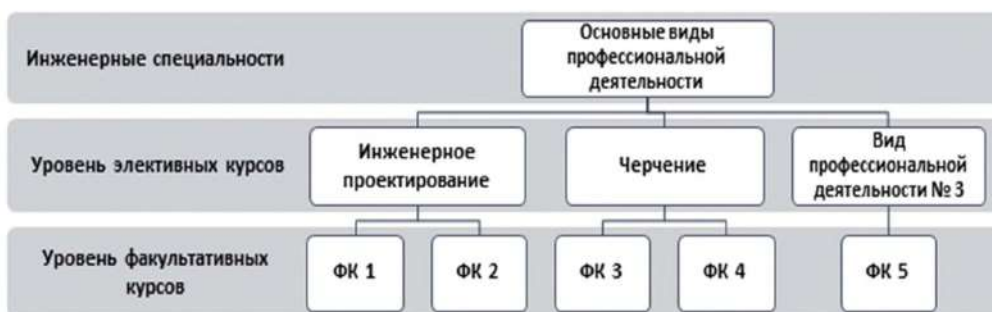 Инженерные специальности
Основные виды
профессиональной
деятельности
Уровень элективных курсов
Инженерное
проектирование
Черчение
Вид
профессиональной
деятельности № 3
Уровень факультативных
курсов
ФК 1
ФК 2
ФК 3
ФК 4
ФК 5